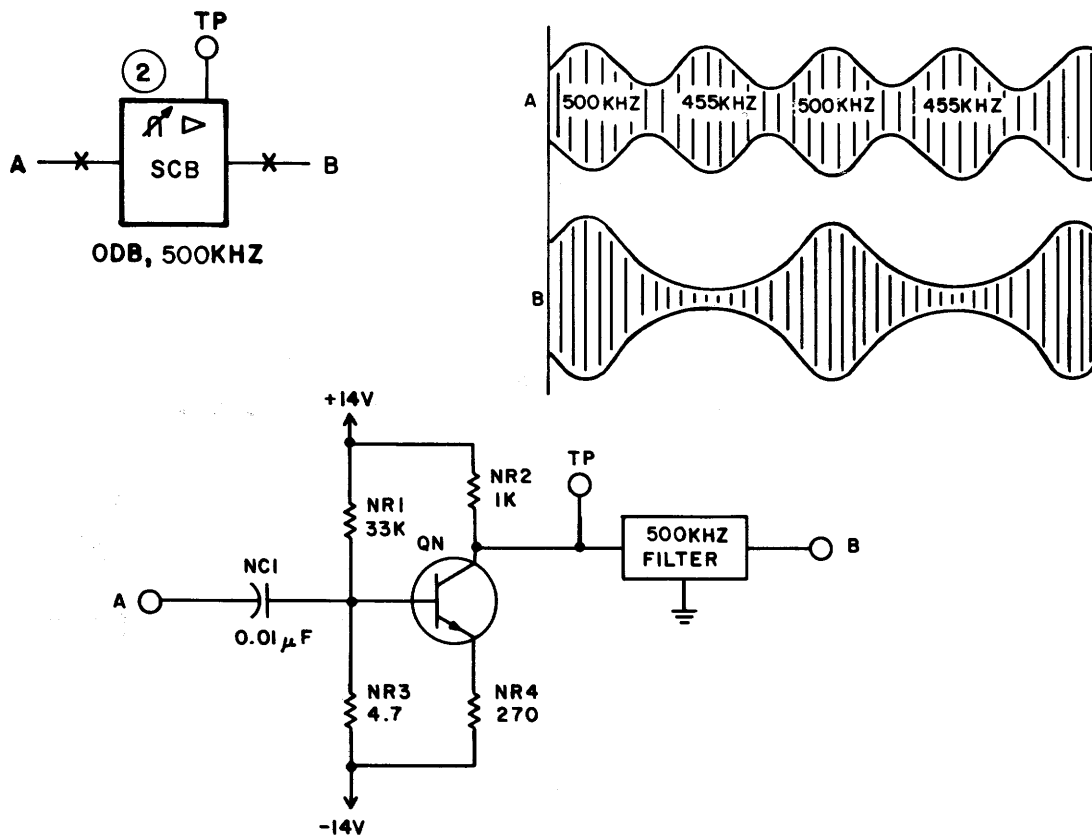 TP
2
A
SCB
B
0DB, 500KHZ
A
500KHZ
455KHZ
500KHZ
455KHZ
B
+14V
NR1
33K
NR2
1K
TP
QN
500KHZ
FILTER
B
A
NC1
0.01μF
NR3
4.7
NR4
270
-14V